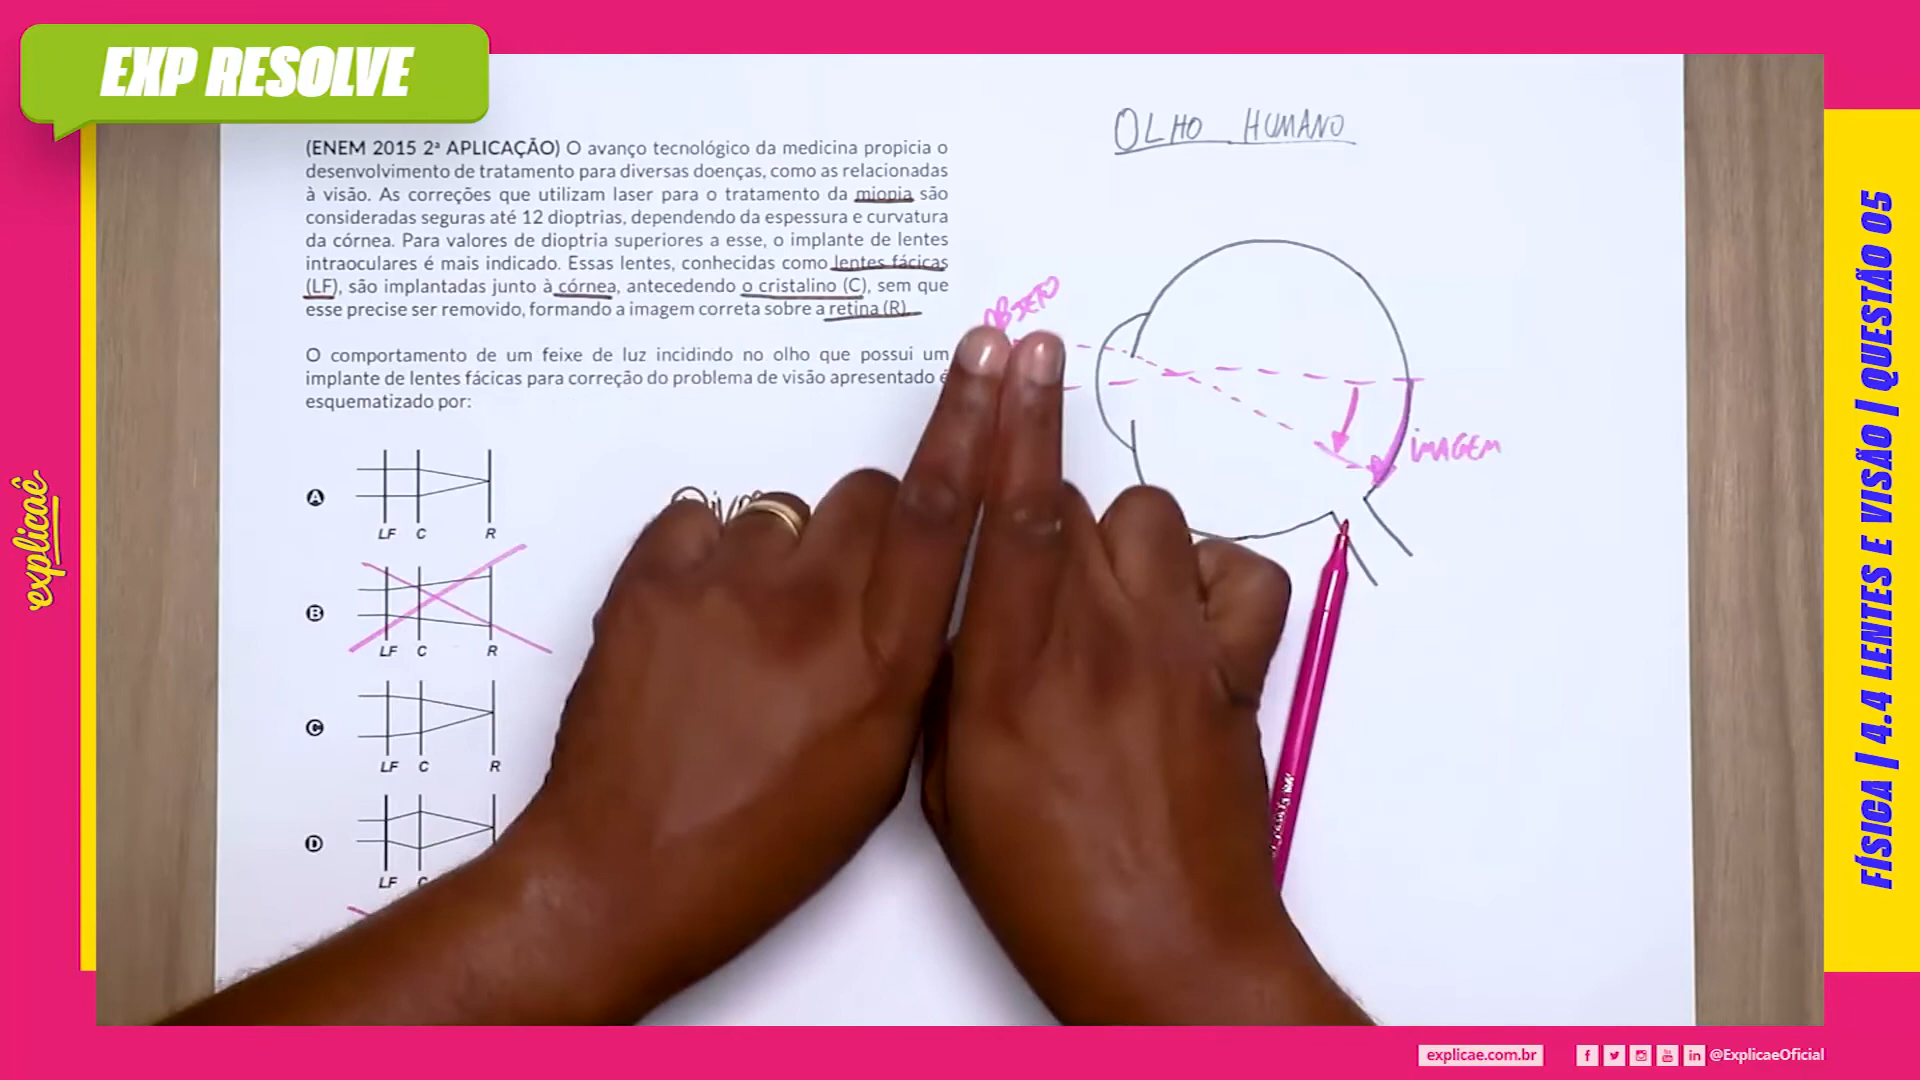 EXP RESOLVE
(ENEM 2015 2ª APLICAÇÃO) O avanço tecnológico da medicina propicia o
desenvolvimento de tratamento para diversas doenças, como as relacionadas
à visão. As correções que utilizam laser para o tratamento da miopia são
consideradas seguras até 12 dioptrias, dependendo da espessura e curvatura
da córnea. Para valores de dioptria superiores a esse, o implante de lentes
intraoculares é mais indicado. Essas lentes, conhecidas como lentes fácicas
(LF), são implantadas junto à córnea, antecedendo o cristalino (C), sem que
esse precise ser removido, formando a imagem correta sobre a retina (R).
O comportamento de um feixe de luz incidindo no olho que possui um
implante de lentes fácicas para correção do problema de visão apresentado é
esquematizado por:
A
LF C R
B
LF C R
C
LF C R
D
LF C
OLHO HUMANO
OBJETO
IMAGEM
explicaê
FÍSICA | 4.4 LENTES E VISÃO | QUESTÃO 05
explicae.com.br
@ExplicaeOficial